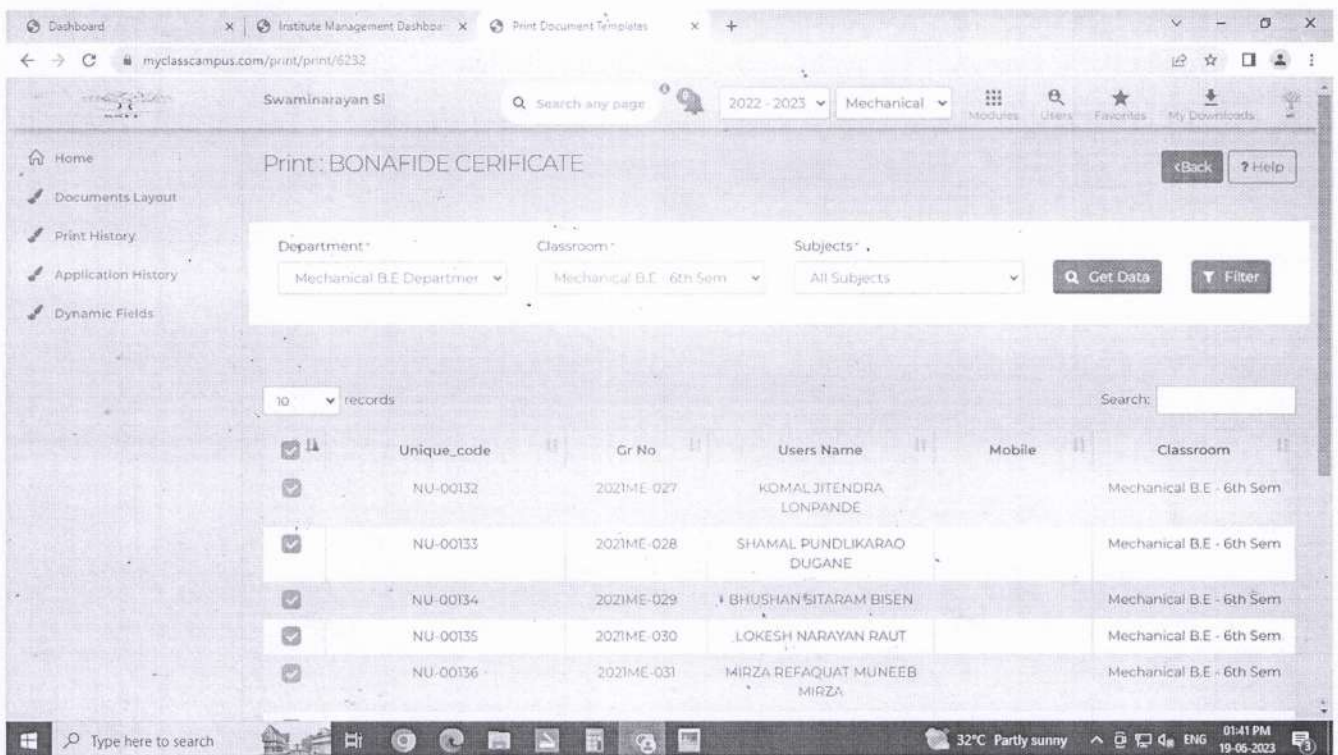 Dashboard
Institute Management Dashboar
Print Document Templates
myclasscampus.com/print/print/6232
Swaminarayan Si
Search any page
0
2022 - 2023
Mechanical
Modules
Users
Favorites
My Downloads
Home
Documents Layout
Print History
Application History
Dynamic Fields
Print : BONAFIDE CERIFICATE
<Back
? Help
Department*
Classroom*
Subjects*
Mechanical B.E Departmer
Mechanical B.E - 6th Sem
All Subjects
Get Data
Filter
10 records
Search:
Unique_code Gr No Users Name Mobile Classroom
NU-00132 2021ME-027 KOMAL JITENDRA LONPANDE Mechanical B.E - 6th Sem
NU-00133 2021ME-028 SHAMAL PUNDLIKARAO DUGANE Mechanical B.E - 6th Sem
NU-00134 2021ME-029 BHUSHAN SITARAM BISEN Mechanical B.E - 6th Sem
NU-00135 2021ME-030 LOKESH NARAYAN RAUT Mechanical B.E - 6th Sem
NU-00136 2021ME-031 MIRZA REFAQUAT MUNEEB MIRZA Mechanical B.E - 6th Sem
Type here to search
32°C Partly sunny
ENG
01:41 PM
19-06-2023
3